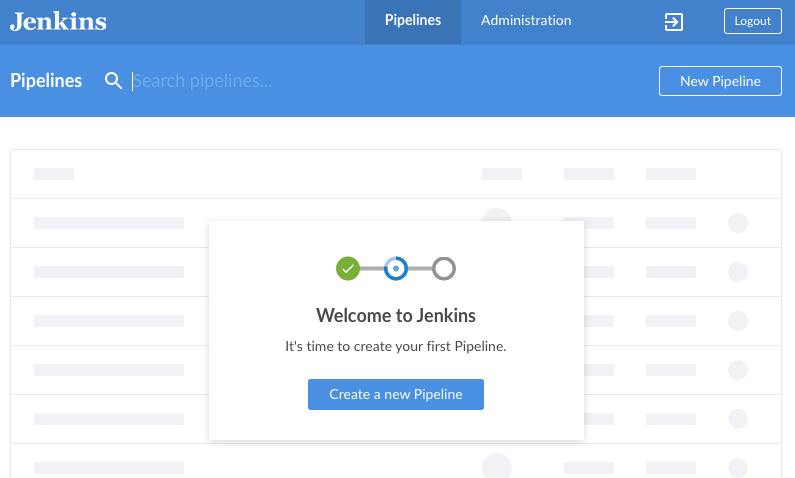 Jenkins
Pipelines
Administration
Logout
Pipelines
Search pipelines...
New Pipeline
Welcome to Jenkins
It's time to create your first Pipeline.
Create a new Pipeline